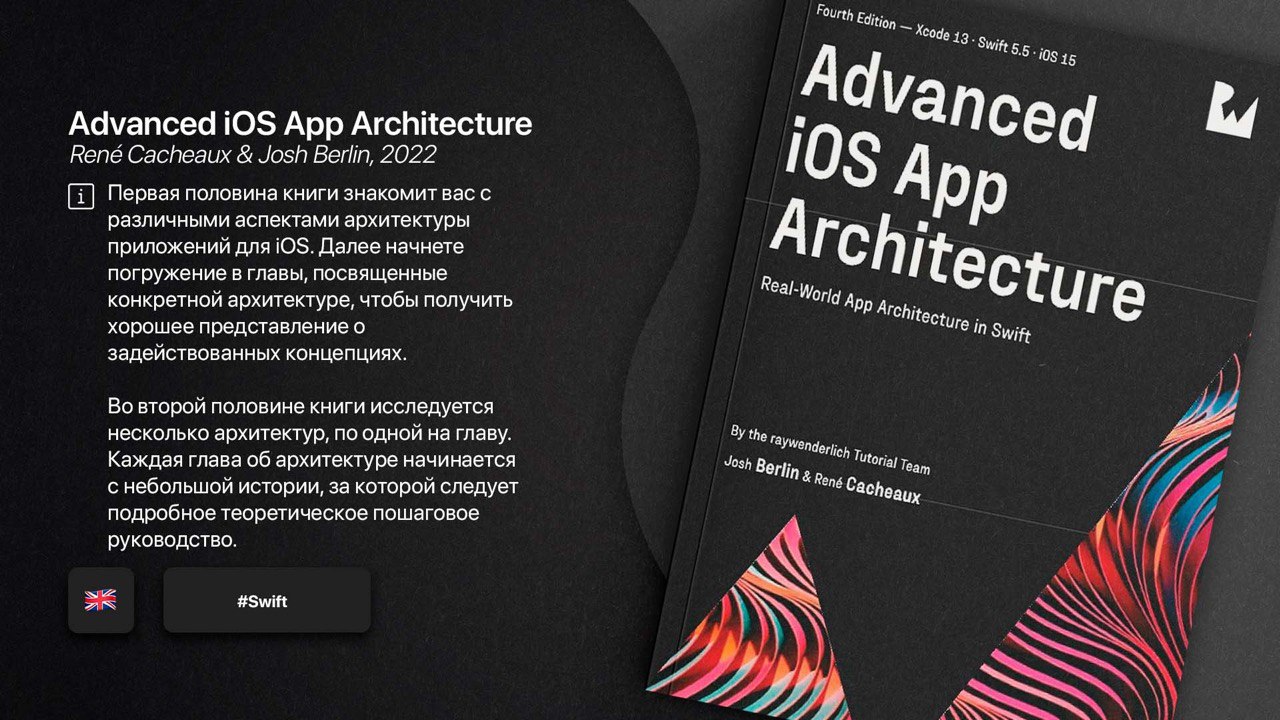 Advanced iOS App Architecture
René Cacheaux & Josh Berlin, 2022
i
Первая половина книги знакомит вас с
различными аспектами архитектуры
приложений для iOS. Далее начнете
погружение в главы, посвященные
конкретной архитектуре, чтобы получить
хорошее представление о
задействованных концепциях.
Во второй половине книги исследуется
несколько архитектур, по одной на главу.
Каждая глава об архитектуре начинается
с небольшой истории, за которой следует
подробное теоретическое пошаговое
руководство.
#Swift
Fourth Edition — Xcode 13 · Swift 5.5 · iOS 15
Advanced
iOS App
Architecture
Real-World App Architecture in Swift
By the raywenderlich Tutorial Team
Josh Berlin & René Cacheaux